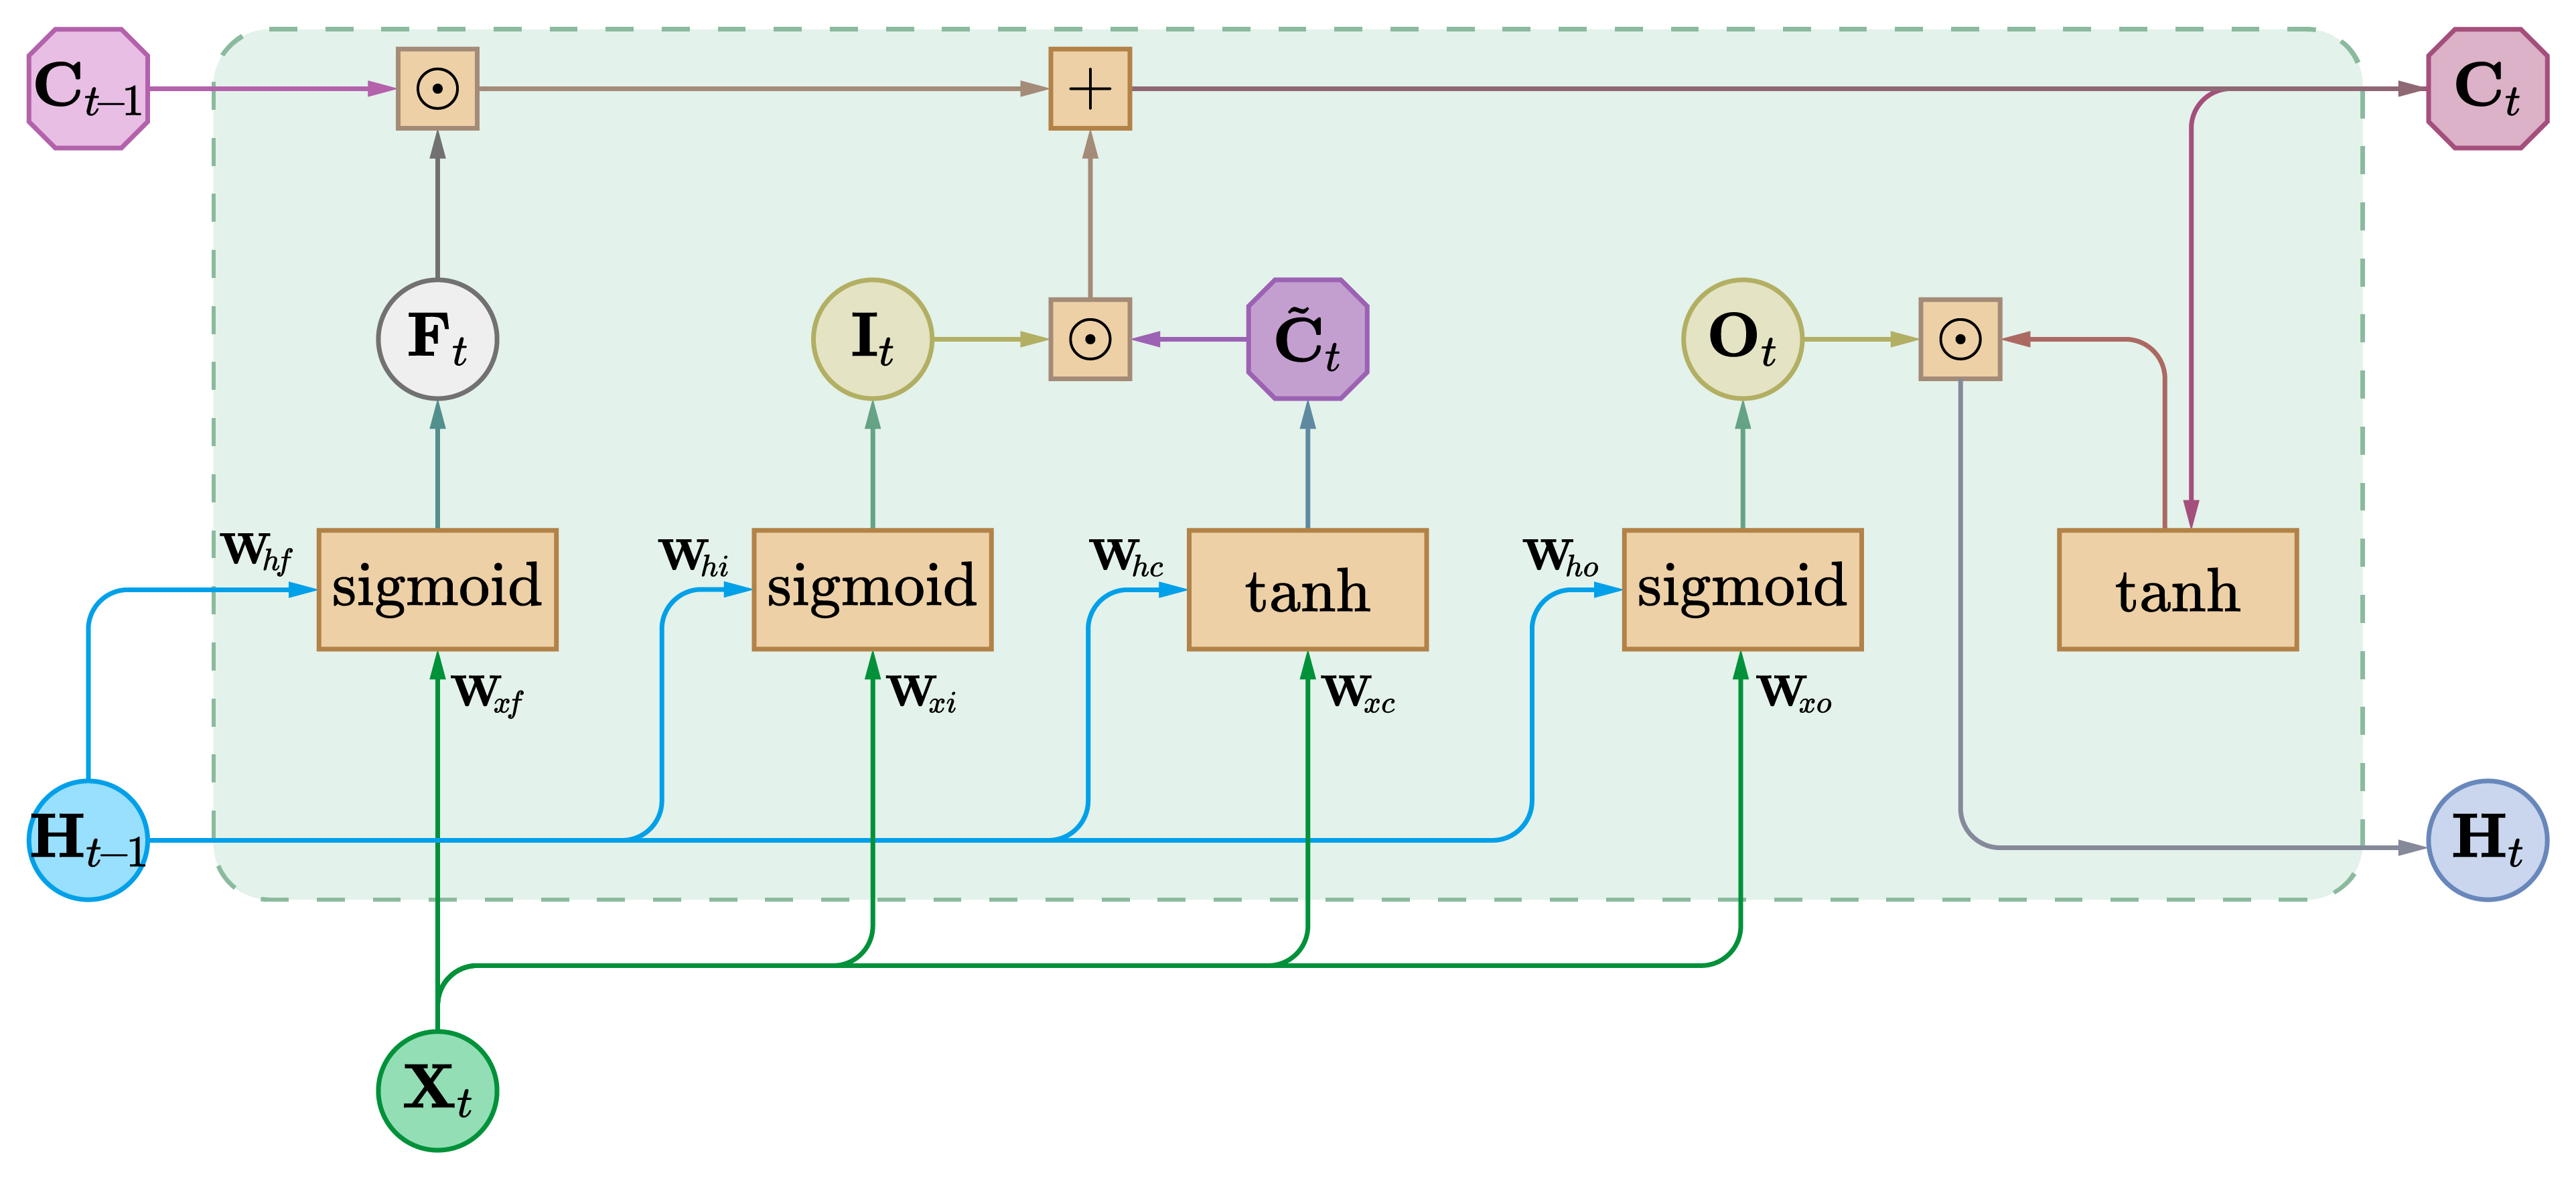 C_{t−1} ⊙ + C_t
F_t I_t ⊙ C̃_t O_t ⊙
W_{hf} sigmoid W_{hi} sigmoid W_{hc} tanh W_{ho} sigmoid tanh
W_{xf} W_{xi} W_{xc} W_{xo}
H_{t−1} H_t
X_t